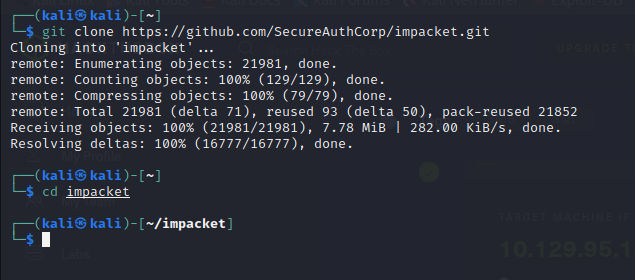 ┌──(kali㉿kali)-[~]
└─$ git clone https://github.com/SecureAuthCorp/impacket.git
Cloning into 'impacket'...
remote: Enumerating objects: 21981, done.
remote: Counting objects: 100% (129/129), done.
remote: Compressing objects: 100% (79/79), done.
remote: Total 21981 (delta 71), reused 93 (delta 50), pack-reused 21852
Receiving objects: 100% (21981/21981), 7.78 MiB | 282.00 KiB/s, done.
Resolving deltas: 100% (16777/16777), done.
My Profile
┌──(kali㉿kali)-[~]
└─$ cd impacket
┌──(kali㉿kali)-[~/impacket]
TARGET MACHINE
└─$
Labs
10.129.95.1